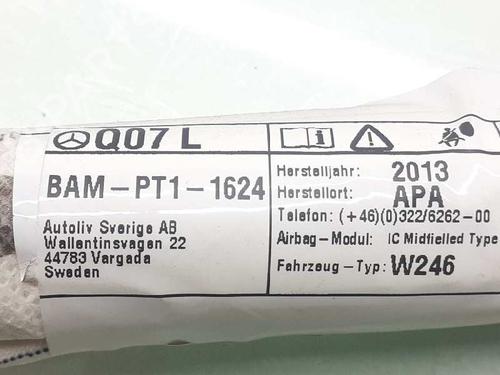 Q07 L
BAM-PT1-1624
Autoliv Sverige AB
Wallentinsvagen 22
44783 Vargada
Sweden
Herstelljahr: 2013
Herstellort: APA
Telefon: (+46)(0)322/6262-00
Airbag-Modul: IC Midfielled Type
Fahrzeug-Typ: W246